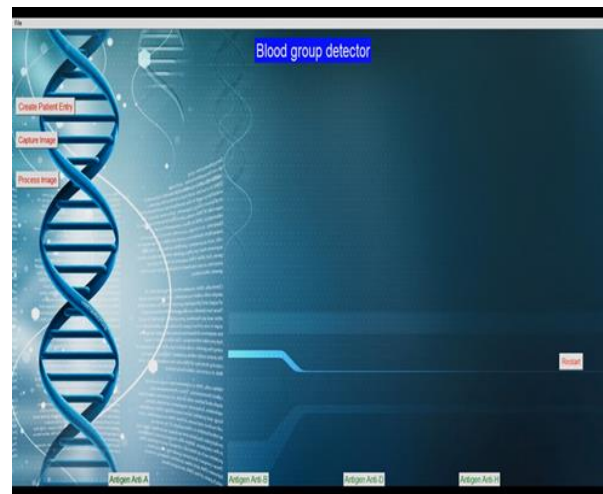 File
Blood group detector
Create Patient Entry
Capture Image
Process Image
Restart
Antigen Anti-A
Antigen Anti-B
Antigen Anti-D
Antigen Anti-H